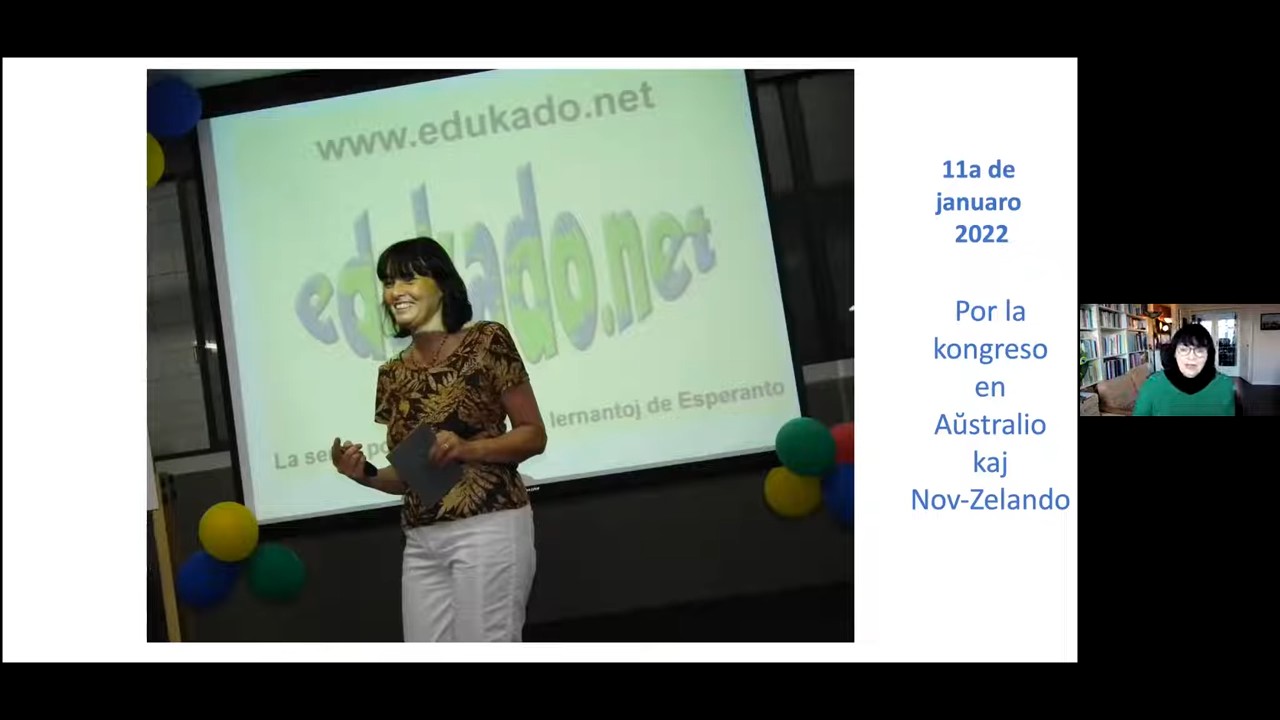 www.edukado.net
edukado.net
La
lernantoj de Esperanto
11a de
januaro
2022
Por la
kongreso
en
Aŭstralio
kaj
Nov-Zelando